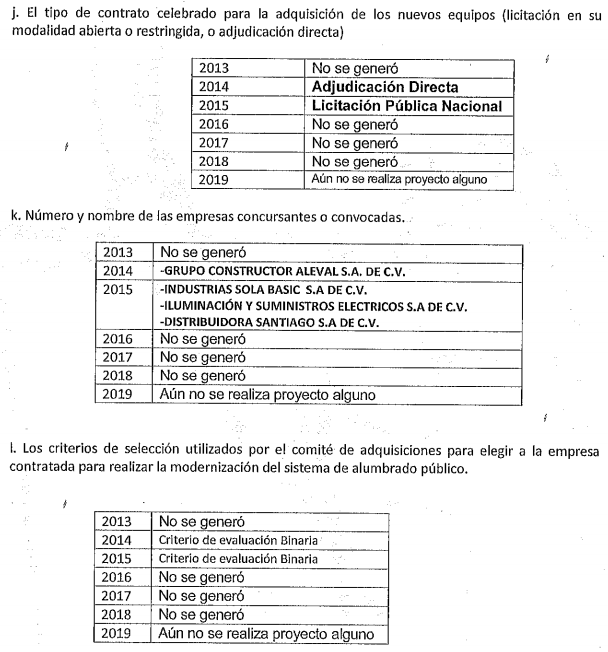 j. El tipo de contrato celebrado para la adquisición de los nuevos equipos (licitación en su
modalidad abierta o restringida, o adjudicación directa)
2013 No se generó
2014 Adjudicación Directa
2015 Licitación Pública Nacional
2016 No se generó
2017 No se generó
2018 No se generó
2019 Aún no se realiza proyecto alguno
k. Número y nombre de las empresas concursantes o convocadas.
2013 No se generó
2014 -GRUPO CONSTRUCTOR ALEVAL S.A. DE C.V.
2015 -INDUSTRIAS SOLA BASIC S.A DE C.V.
-ILUMINACIÓN Y SUMINISTROS ELECTRICOS S.A DE C.V.
-DISTRIBUIDORA SANTIAGO S.A DE C.V.
2016 No se generó
2017 No se generó
2018 No se generó
2019 Aún no se realiza proyecto alguno
l. Los criterios de selección utilizados por el comité de adquisiciones para elegir a la empresa
contratada para realizar la modernización del sistema de alumbrado público.
2013 No se generó
2014 Criterio de evaluación Binaria
2015 Criterio de evaluación Binaria
2016 No se generó
2017 No se generó
2018 No se generó
2019 Aún no se realiza proyecto alguno